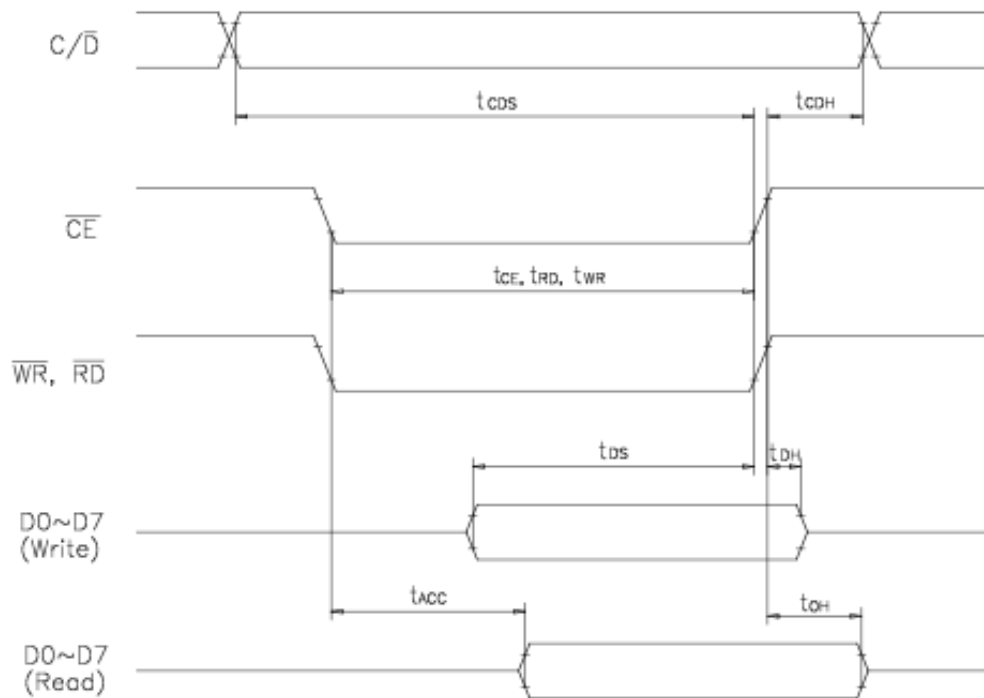 C/D̅
tCDS
tCDH
C̅E̅
tCE, tRD, tWR
W̅R̅, R̅D̅
tDS
tDH
D0~D7
(Write)
tACC
tOH
D0~D7
(Read)